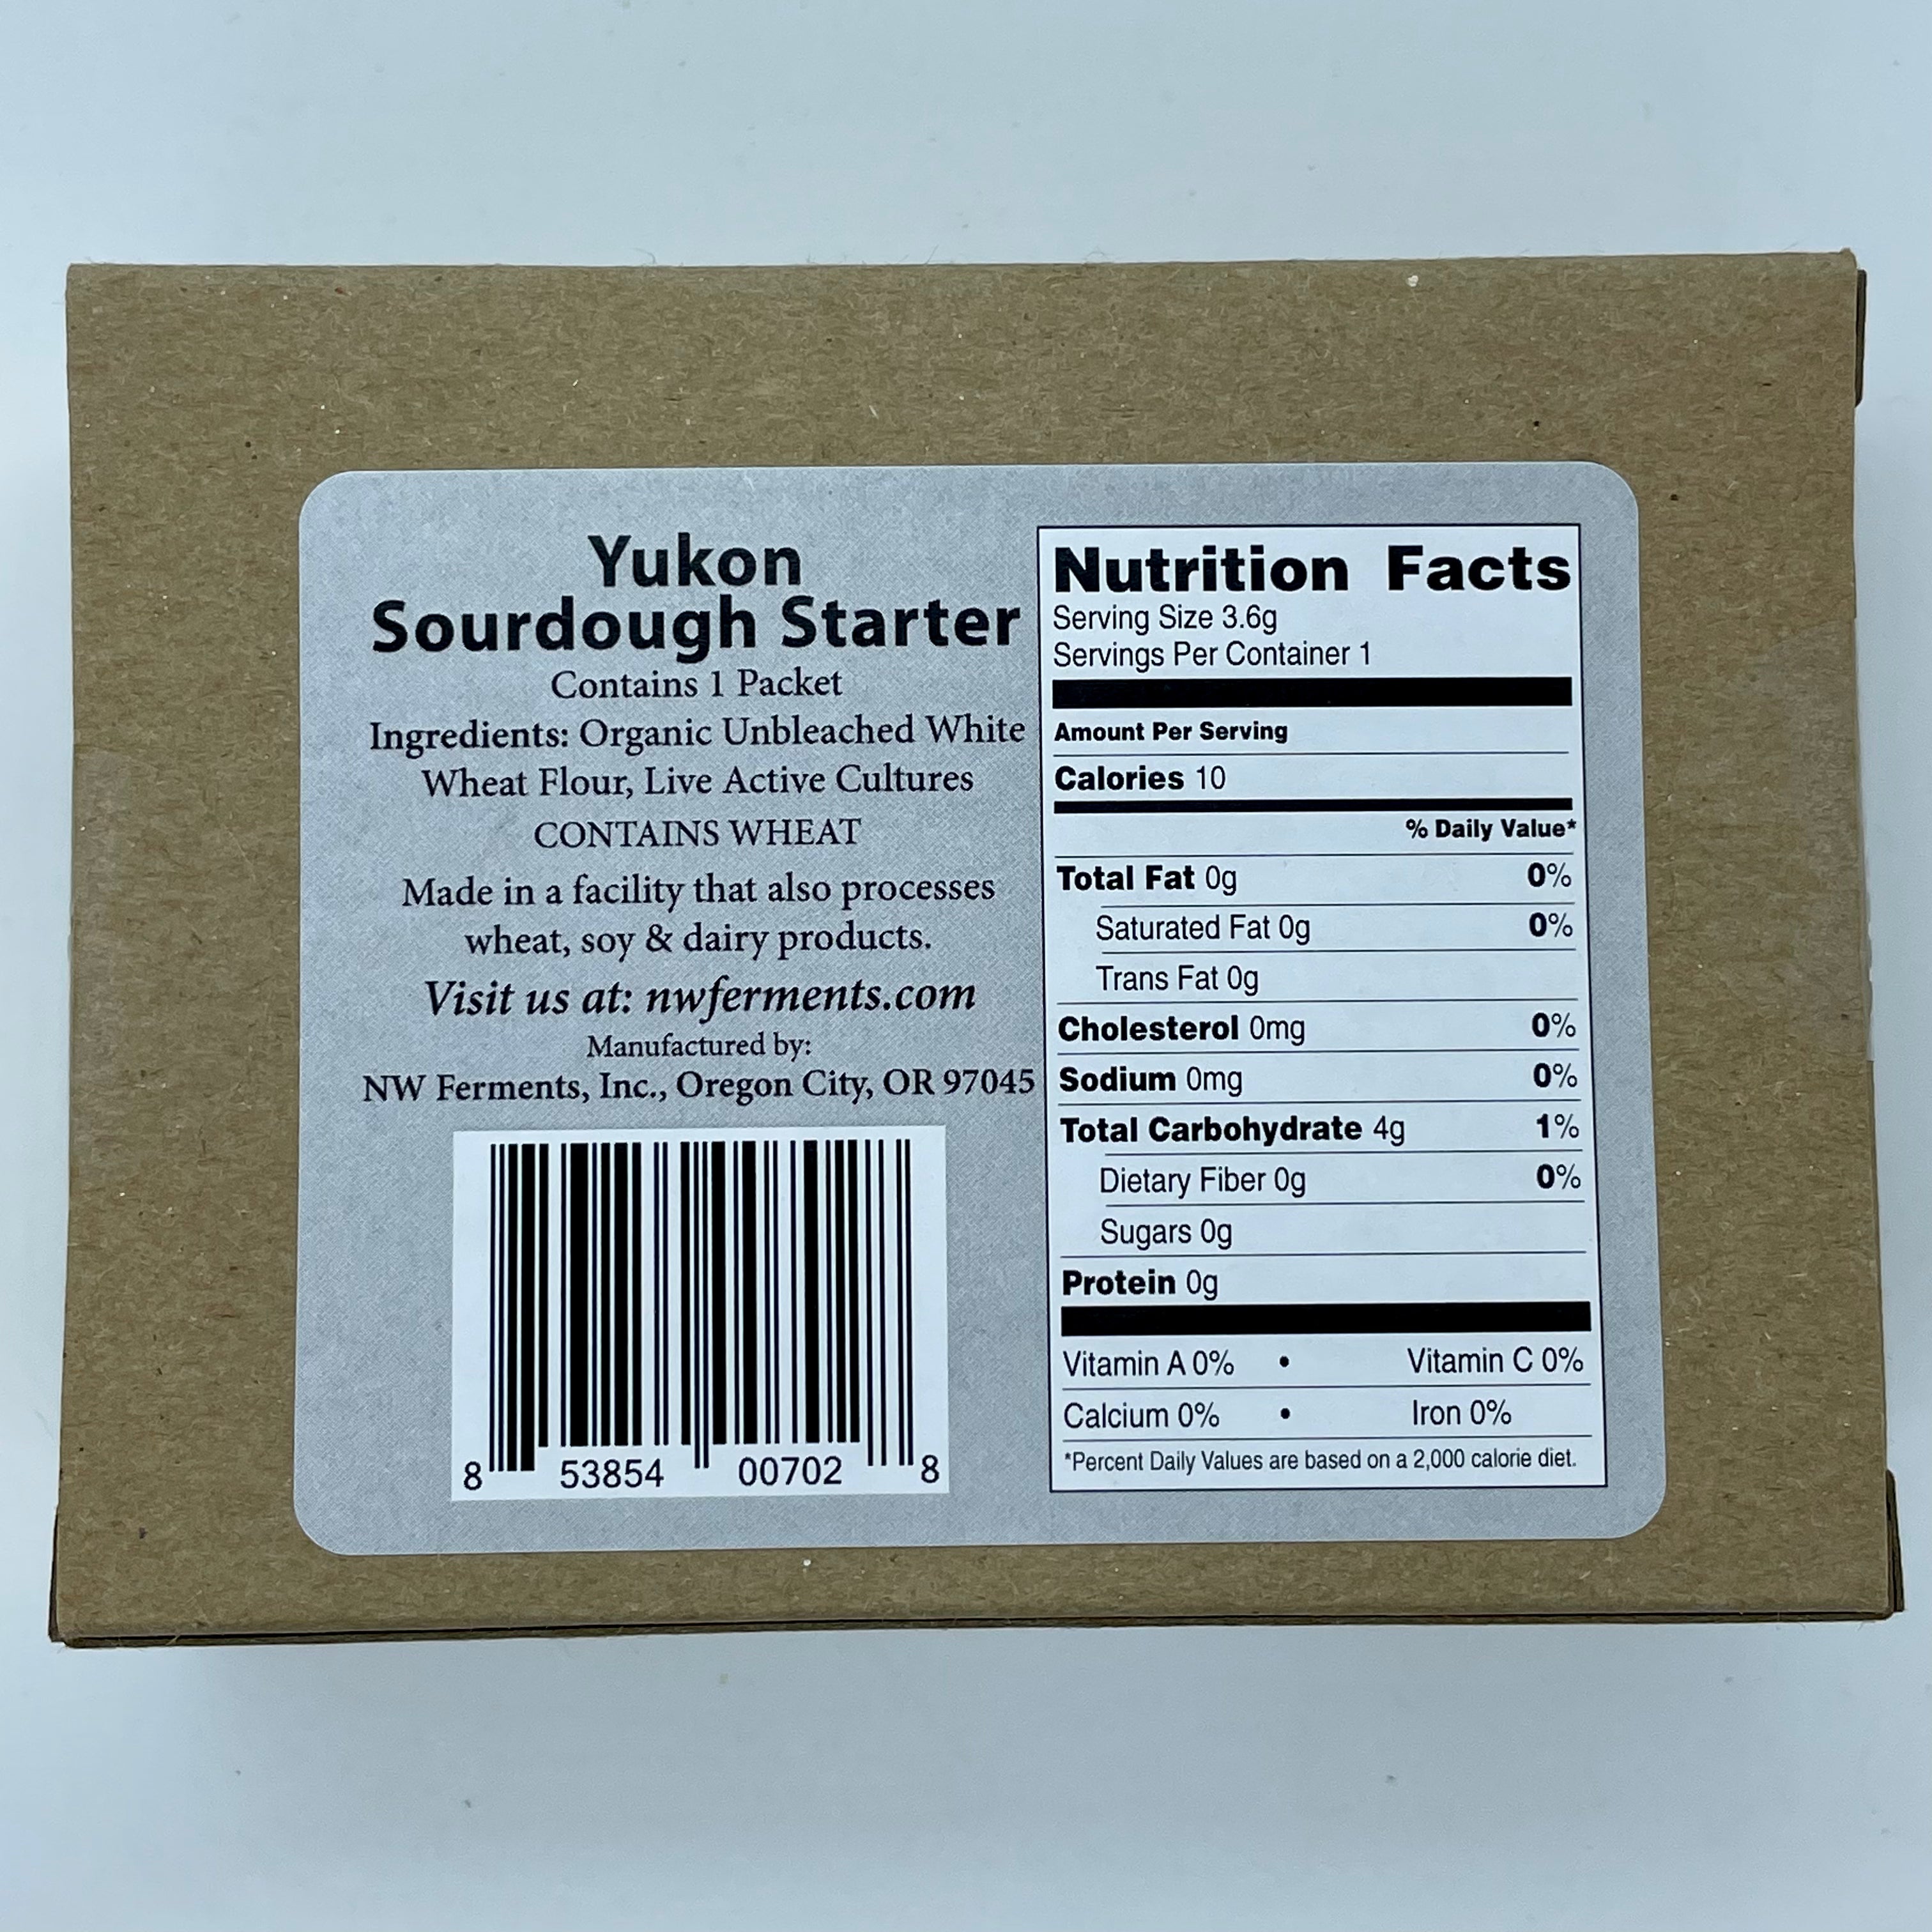 Yukon
Sourdough Starter
Contains 1 Packet
Ingredients: Organic Unbleached White
Wheat Flour, Live Active Cultures
CONTAINS WHEAT
Made in a facility that also processes
wheat, soy & dairy products.
Visit us at: nwferments.com
Manufactured by:
NW Ferments, Inc., Oregon City, OR 97045
8 53854 00702 8
Nutrition Facts
Serving Size 3.6g
Servings Per Container 1
Amount Per Serving
Calories 10
% Daily Value*
Total Fat 0g 0%
Saturated Fat 0g 0%
Trans Fat 0g
Cholesterol 0mg 0%
Sodium 0mg 0%
Total Carbohydrate 4g 1%
Dietary Fiber 0g 0%
Sugars 0g
Protein 0g
Vitamin A 0% • Vitamin C 0%
Calcium 0% • Iron 0%
*Percent Daily Values are based on a 2,000 calorie diet.